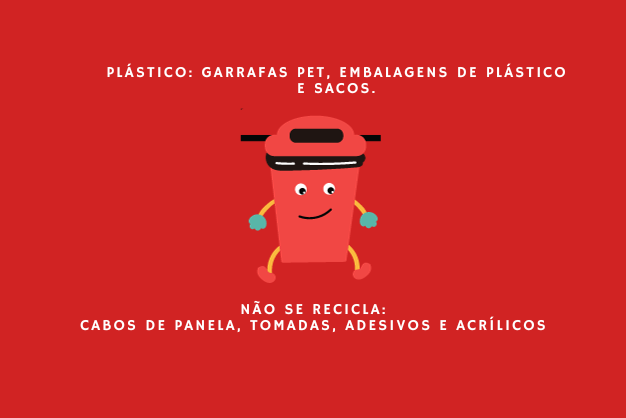 PLÁSTICO: GARRAFAS PET, EMBALAGENS DE PLÁSTICO
E SACOS.
NÃO SE RECICLA:
CABOS DE PANELA, TOMADAS, ADESIVOS E ACRÍLICOS